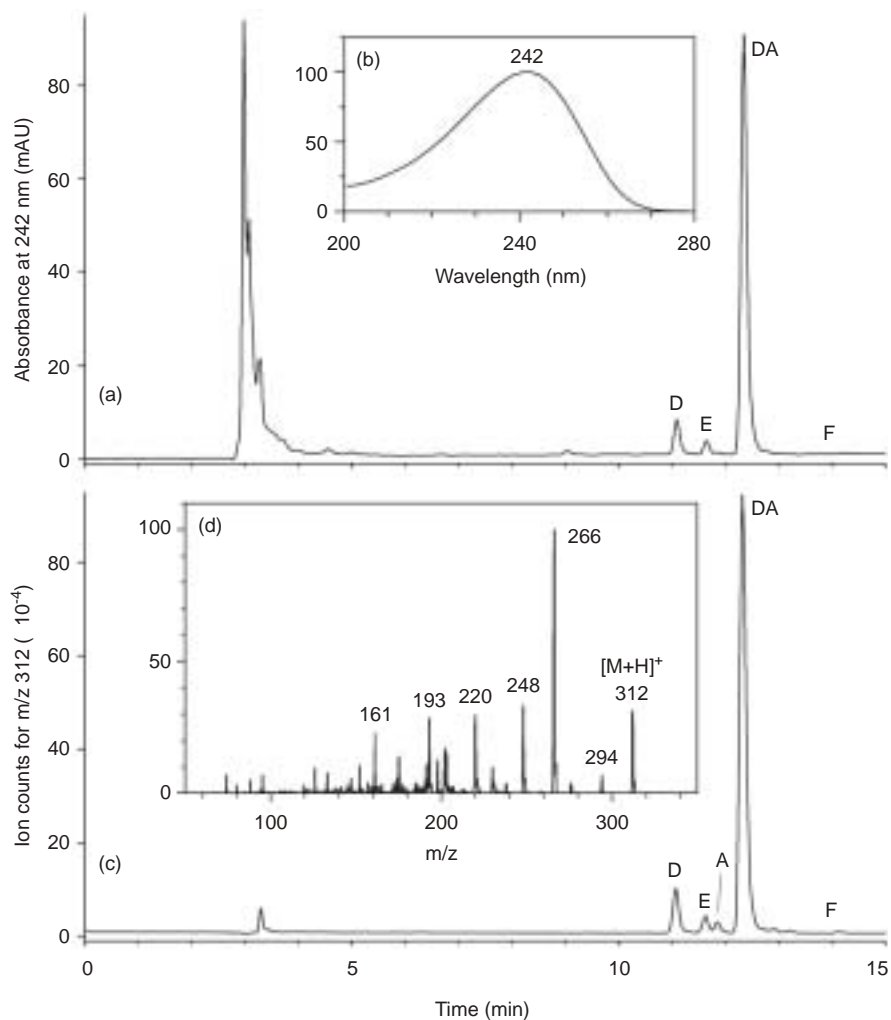 (b)
242
DA
100
50
0
200
240
280
Wavelength (nm)
Absorbance at 242 nm (mAU)
80
60
40
20
0
(a)
D
E
F
(d)
100
50
0
161
193
220
248
266
[M+H]+
312
294
100
200
300
m/z
DA
Ion counts for m/z 312 ( 10-4)
80
60
40
20
0
(c)
D
E
A
F
0
5
10
15
Time (min)